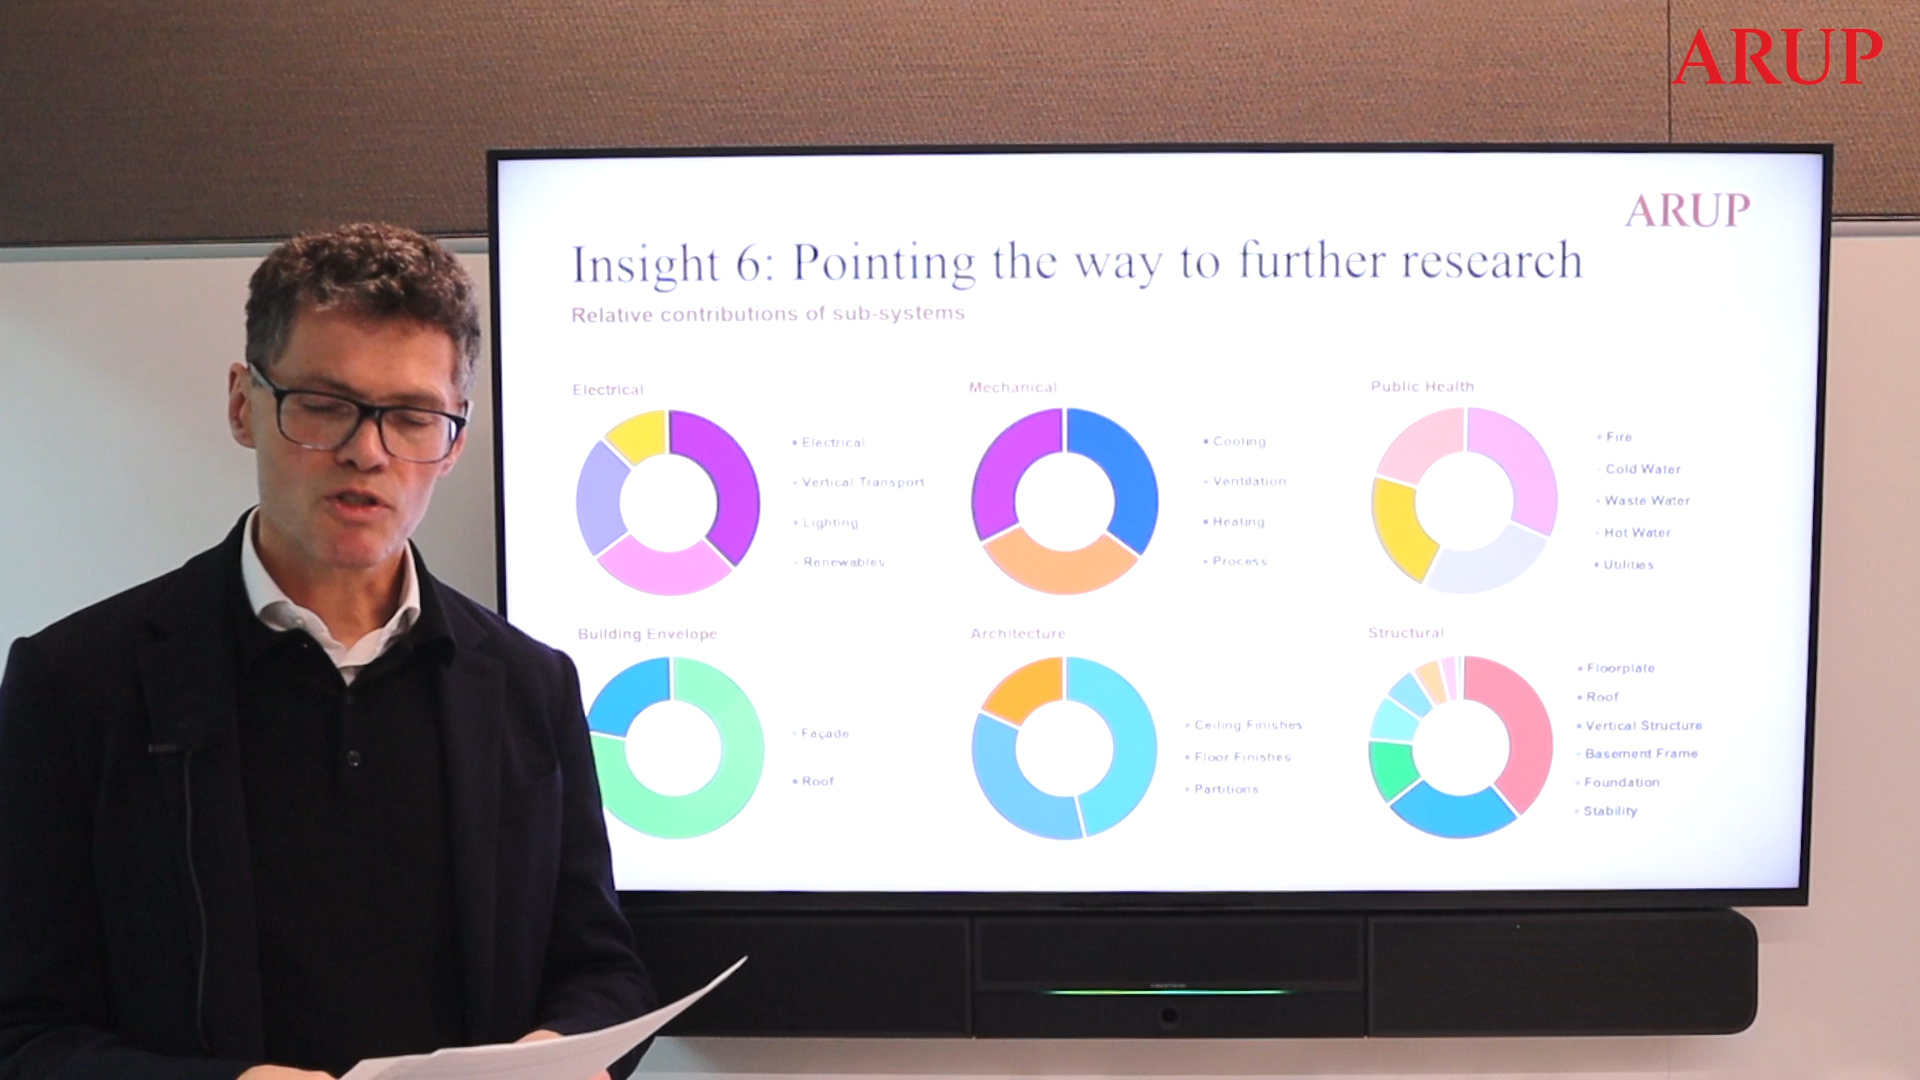 ARUP
ARUP
Insight 6: Pointing the way to further research
Relative contributions of sub-systems
Electrical
Electrical
Vertical Transport
Lighting
Renewables
Mechanical
Cooling
Ventilation
Heating
Process
Public Health
Fire
Cold Water
Waste Water
Hot Water
Utilities
Building Envelope
Façade
Roof
Architecture
Ceiling Finishes
Floor Finishes
Partitions
Structural
Floorplate
Roof
Vertical Structure
Basement Frame
Foundation
Stability